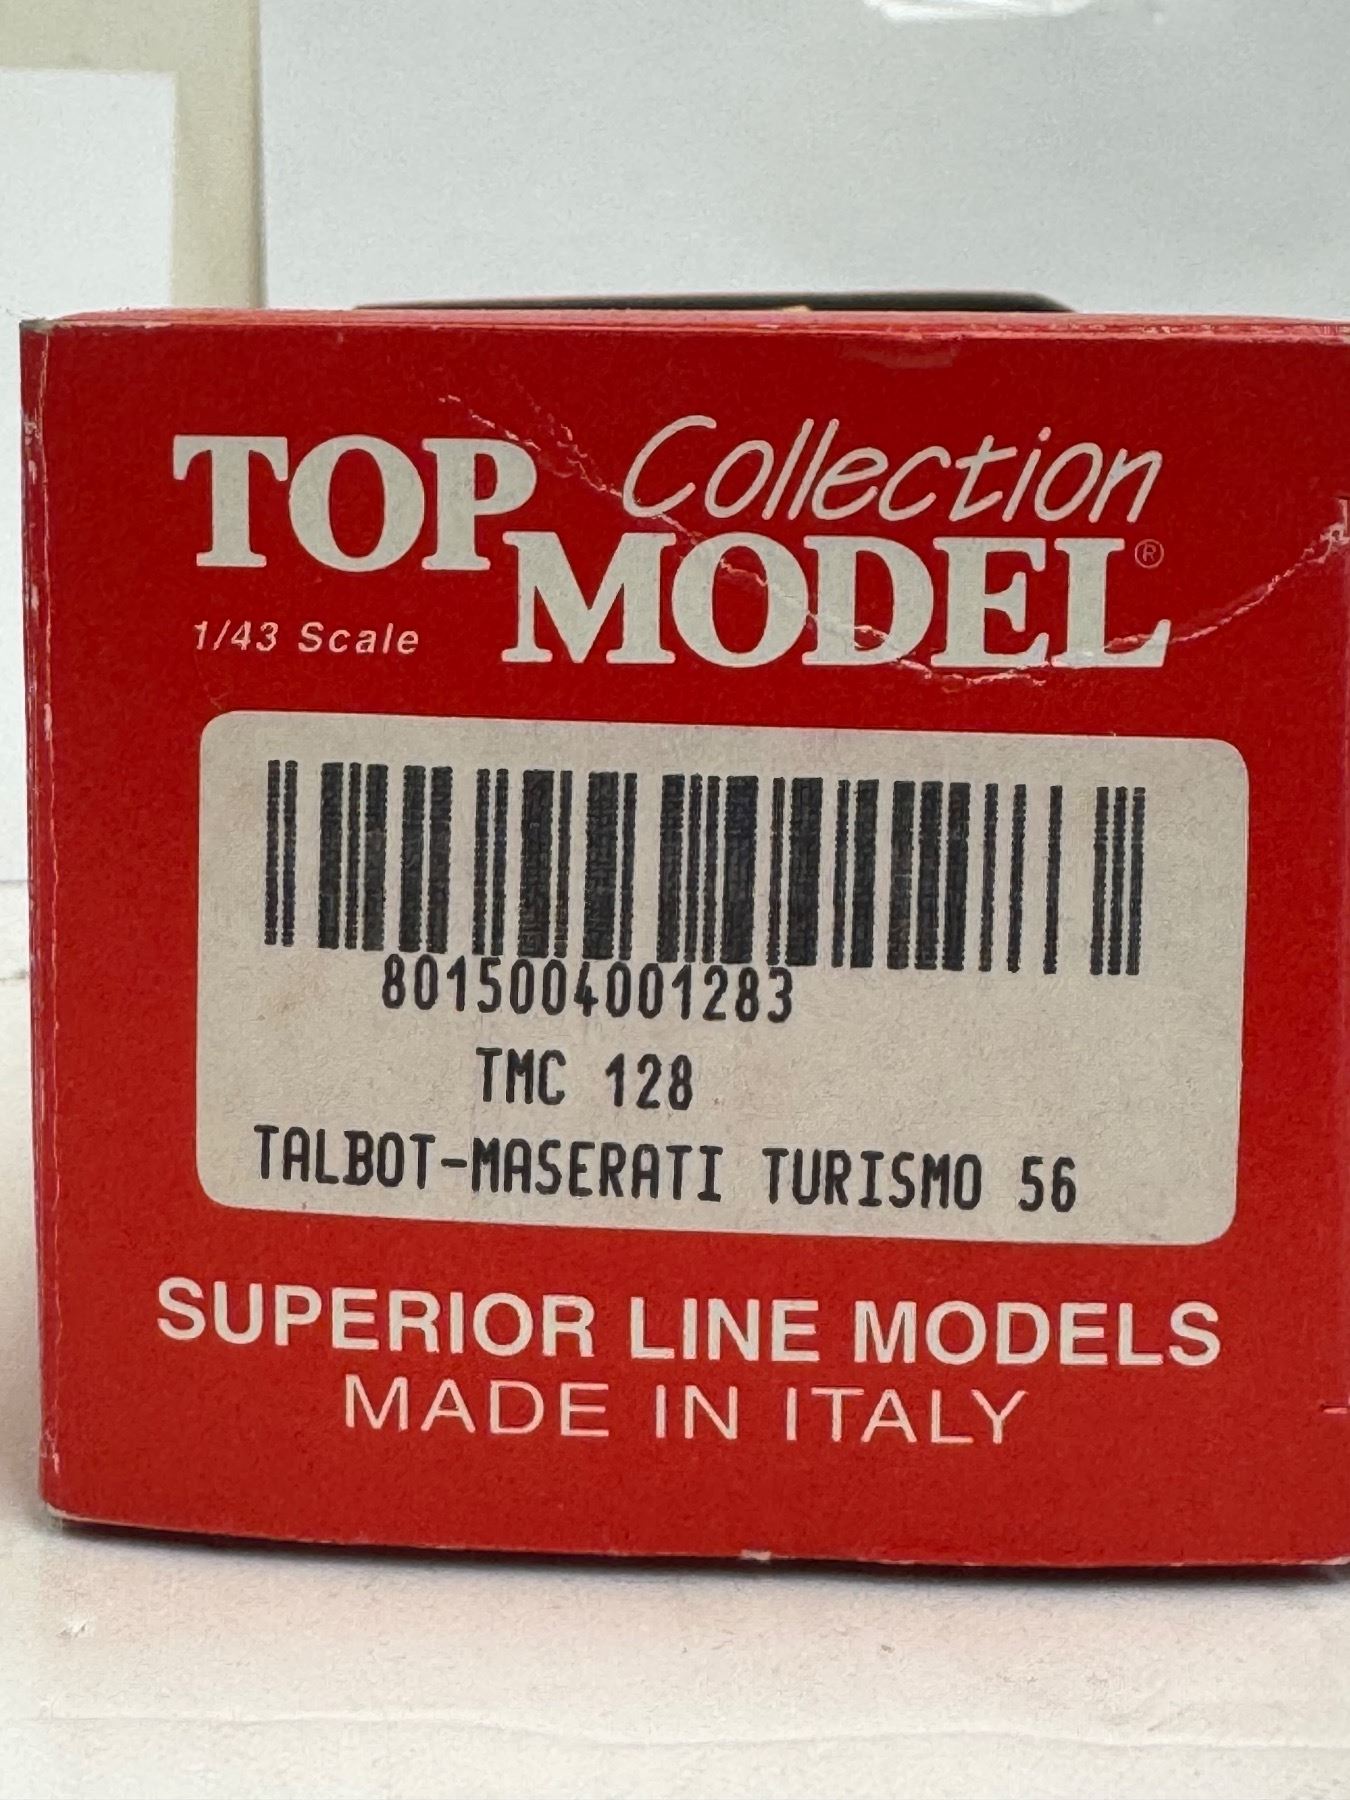 TOP Collection
MODEL®
1/43 Scale
8015004001283
TMC 128
TALBOT-MASERATI TURISMO 56
SUPERIOR LINE MODELS
MADE IN ITALY